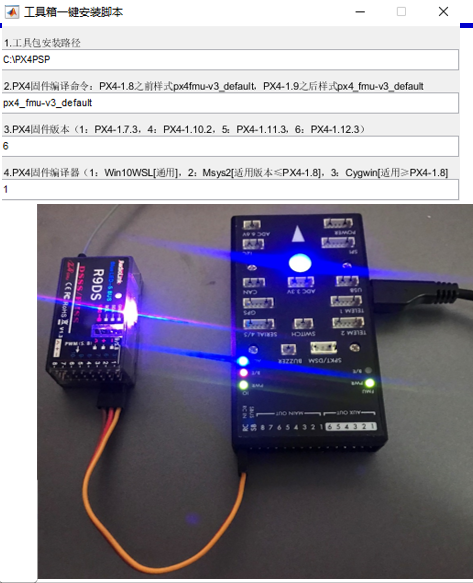 工具箱一键安装脚本
1.工具包安装路径
C:\PX4PSP
2.PX4固件编译命令：PX4-1.8之前样式px4fmu-v3_default，PX4-1.9之后样式px4_fmu-v3_default
px4_fmu-v3_default
3.PX4固件版本（1：PX4-1.7.3，4：PX4-1.10.2，5：PX4-1.11.3，6：PX4-1.12.3）
6
4.PX4固件编译器（1：Win10WSL[通用]，2：Msys2[适用版本≤PX4-1.8]，3：Cygwin[适用≥PX4-1.8]
1
POWER
ADC 6.6V
SPI
USB
ADC 3.3V
CAN
TELEM 1
GPS
TELEM 2
SWITCH
SERIAL 4/5
SPKT/DSM
BUZZER
B/E
PWR
FMU
B/E
PWR
IO
AUX OUT
MAIN OUT
1 2 3 4 5 6
1 2 3 4 5 6 7 8
SB
RC
RadioLink
R9DS